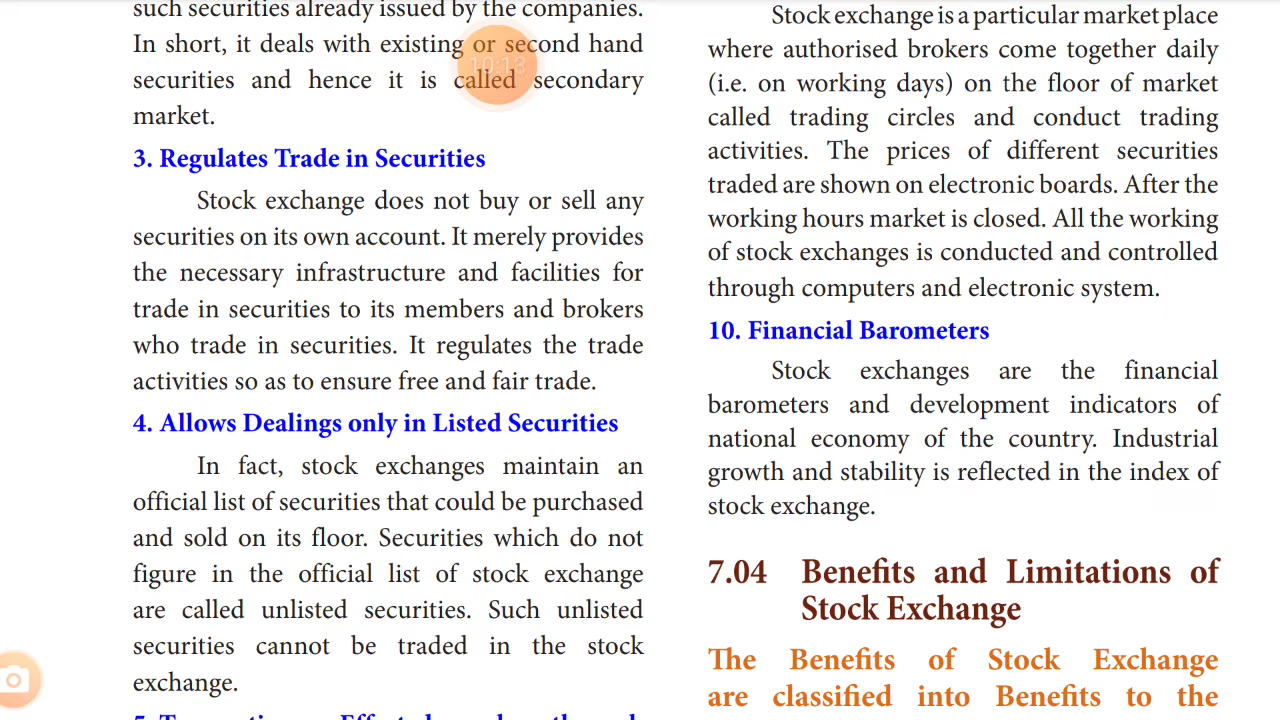 such securities already issued by the companies.
In short, it deals with existing or second hand
securities and hence it is called secondary
market.
3. Regulates Trade in Securities
Stock exchange does not buy or sell any
securities on its own account. It merely provides
the necessary infrastructure and facilities for
trade in securities to its members and brokers
who trade in securities. It regulates the trade
activities so as to ensure free and fair trade.
4. Allows Dealings only in Listed Securities
In fact, stock exchanges maintain an
official list of securities that could be purchased
and sold on its floor. Securities which do not
figure in the official list of stock exchange
are called unlisted securities. Such unlisted
securities cannot be traded in the stock
exchange.
Stock exchange is a particular market place
where authorised brokers come together daily
(i.e. on working days) on the floor of market
called trading circles and conduct trading
activities. The prices of different securities
traded are shown on electronic boards. After the
working hours market is closed. All the working
of stock exchanges is conducted and controlled
through computers and electronic system.
10. Financial Barometers
Stock exchanges are the financial
barometers and development indicators of
national economy of the country. Industrial
growth and stability is reflected in the index of
stock exchange.
7.04 Benefits and Limitations of
Stock Exchange
The Benefits of Stock Exchange
are classified into Benefits to the
10:13